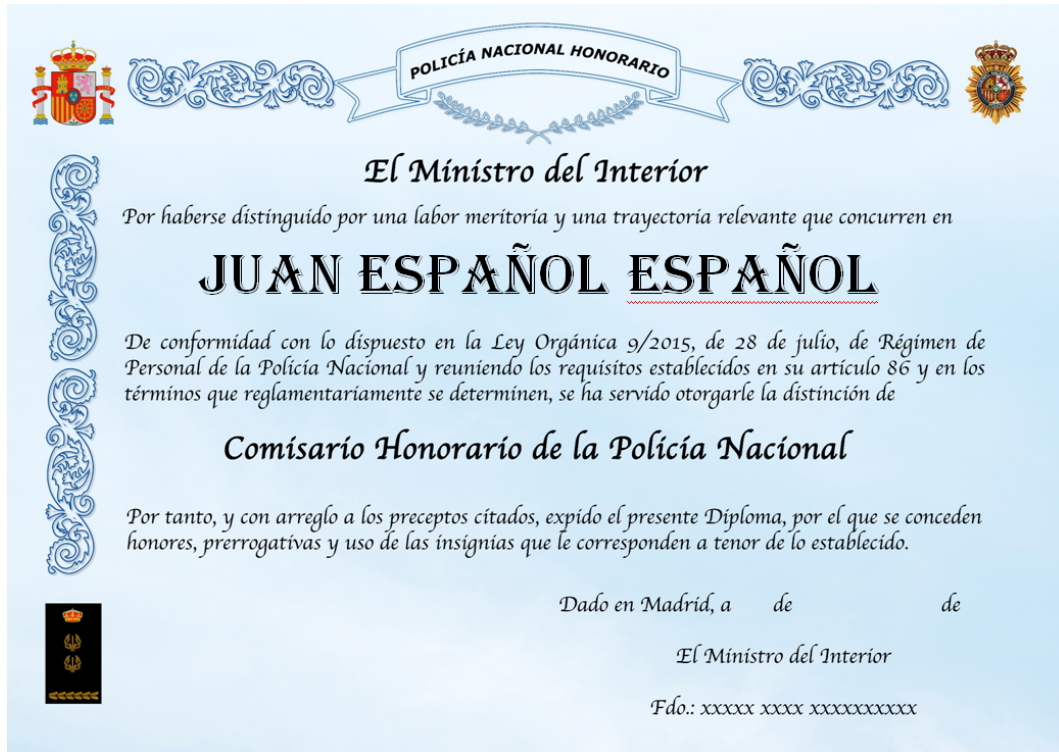 POLICÍA NACIONAL HONORARIO
El Ministro del Interior
Por haberse distinguido por una labor meritoria y una trayectoria relevante que concurren en
JUAN ESPAÑOL ESPAÑOL
De conformidad con lo dispuesto en la Ley Orgánica 9/2015, de 28 de julio, de Régimen de
Personal de la Policía Nacional y reuniendo los requisitos establecidos en su artículo 86 y en los
términos que reglamentariamente se determinen, se ha servido otorgarle la distinción de
Comisario Honorario de la Policía Nacional
Por tanto, y con arreglo a los preceptos citados, expido el presente Diploma, por el que se conceden
honores, prerrogativas y uso de las insignias que le corresponden a tenor de lo establecido.
Dado en Madrid, a de de
El Ministro del Interior
Fdo.: xxxxx xxxx xxxxxxxxxx